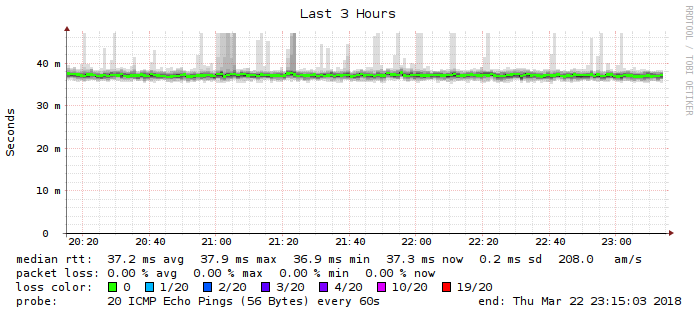 Last 3 Hours
RRDTOOL / TOBI OETIKER
Seconds
40 m
30 m
20 m
10 m
0
20:20 20:40 21:00 21:20 21:40 22:00 22:20 22:40 23:00
median rtt: 37.2 ms avg 37.9 ms max 36.9 ms min 37.3 ms now 0.2 ms sd 208.0 am/s
packet loss: 0.00 % avg 0.00 % max 0.00 % min 0.00 % now
loss color: 0 1/20 2/20 3/20 4/20 10/20 19/20
probe: 20 ICMP Echo Pings (56 Bytes) every 60s end: Thu Mar 22 23:15:03 2018